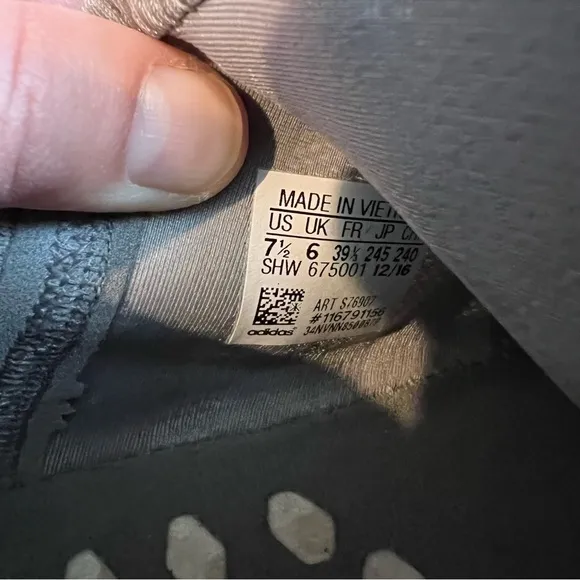 MADE IN VIET
US UK FR JP CH
7½ 6 39⅓ 245 240
SHW 675001 12/16
ART S76907
#116791156
adidas